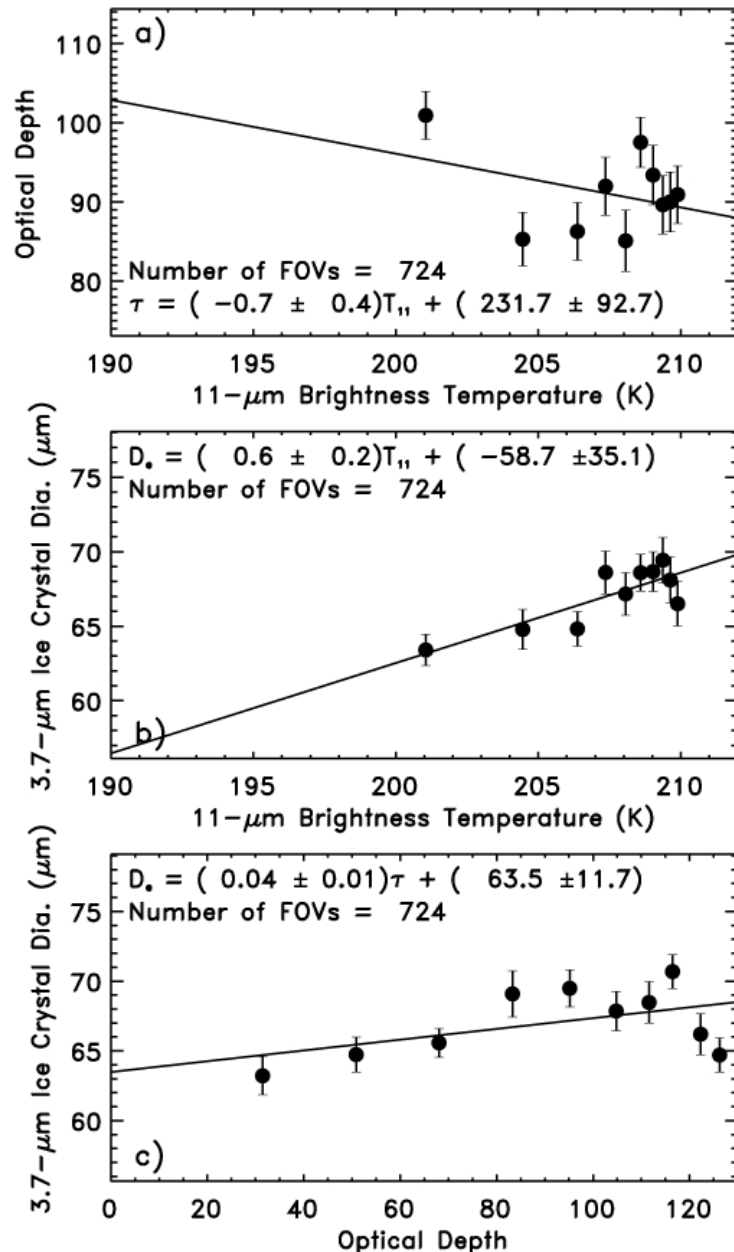 a)
110
100
90
80
Optical Depth
Number of FOVs = 724
τ = ( -0.7 ± 0.4)T₁₁ + ( 231.7 ± 92.7)
190 195 200 205 210
11-μm Brightness Temperature (K)
Dₑ = ( 0.6 ± 0.2)T₁₁ + ( -58.7 ±35.1)
Number of FOVs = 724
75
70
65
60
3.7-μm Ice Crystal Dia. (μm)
b)
190 195 200 205 210
11-μm Brightness Temperature (K)
Dₑ = ( 0.04 ± 0.01)τ + ( 63.5 ±11.7)
Number of FOVs = 724
75
70
65
60
3.7-μm Ice Crystal Dia. (μm)
c)
0 20 40 60 80 100 120
Optical Depth